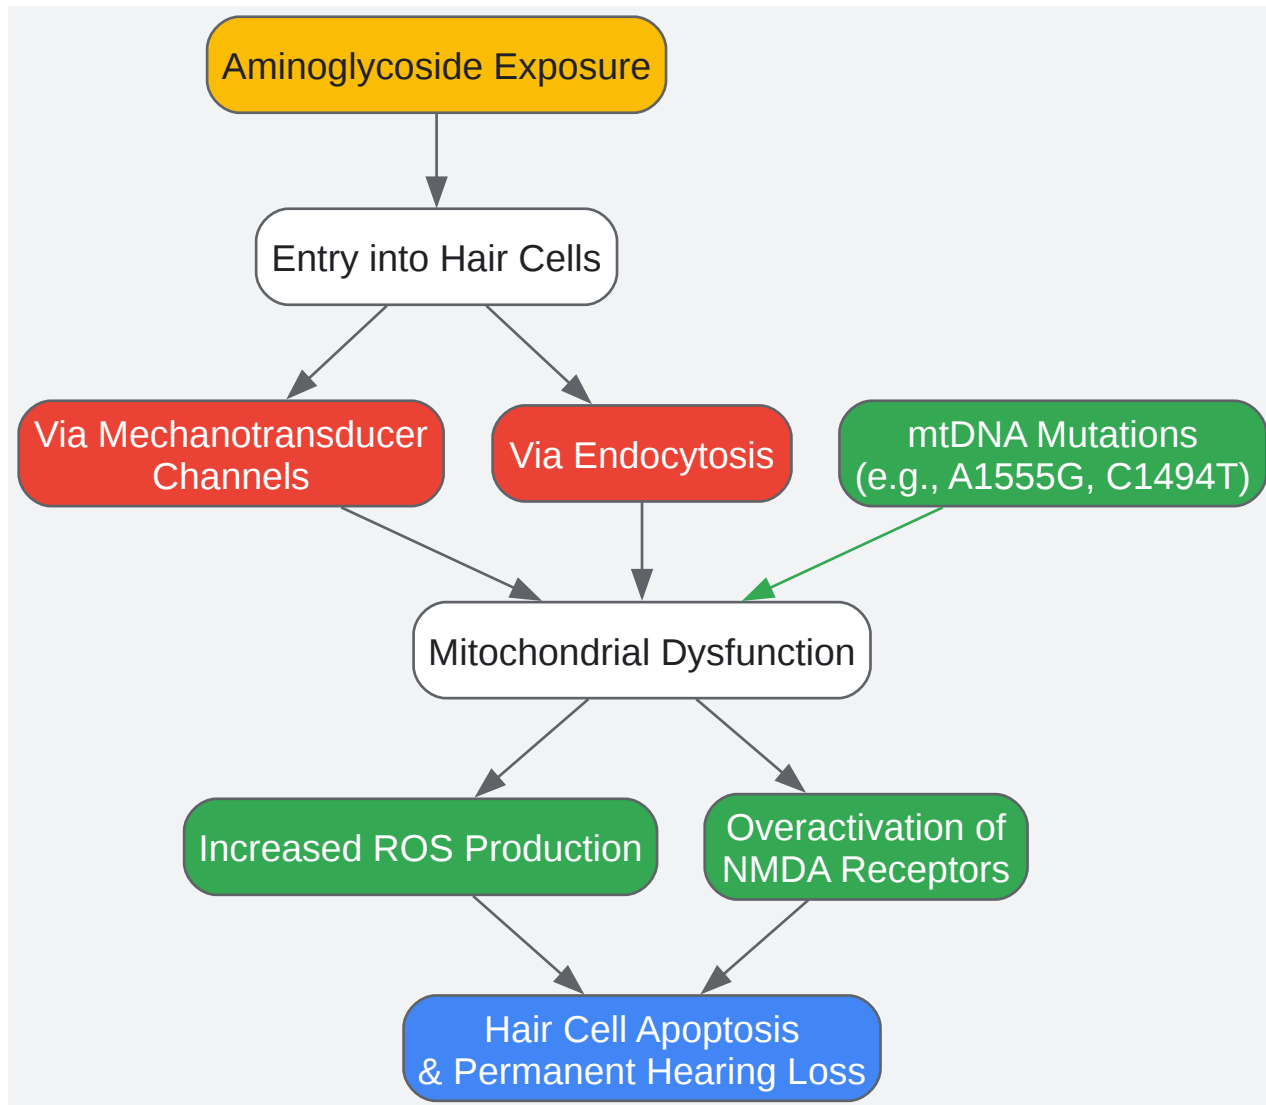 Aminoglycoside Exposure
Entry into Hair Cells
Via Mechanotransducer
Channels
Via Endocytosis
mtDNA Mutations
(e.g., A1555G, C1494T)
Mitochondrial Dysfunction
Increased ROS Production
Overactivation of
NMDA Receptors
Hair Cell Apoptosis
& Permanent Hearing Loss